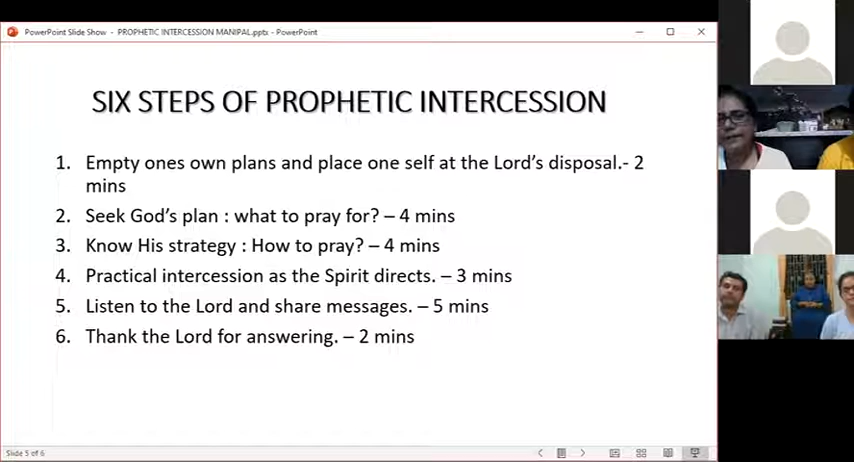 PowerPoint Slide Show - PROPHETIC INTERCESSION MANIPAL.pptx - PowerPoint
SIX STEPS OF PROPHETIC INTERCESSION
1. Empty ones own plans and place one self at the Lord's disposal.- 2
mins
2. Seek God's plan : what to pray for? – 4 mins
3. Know His strategy : How to pray? – 4 mins
4. Practical intercession as the Spirit directs. – 3 mins
5. Listen to the Lord and share messages. – 5 mins
6. Thank the Lord for answering. – 2 mins
Slide 5 of 6